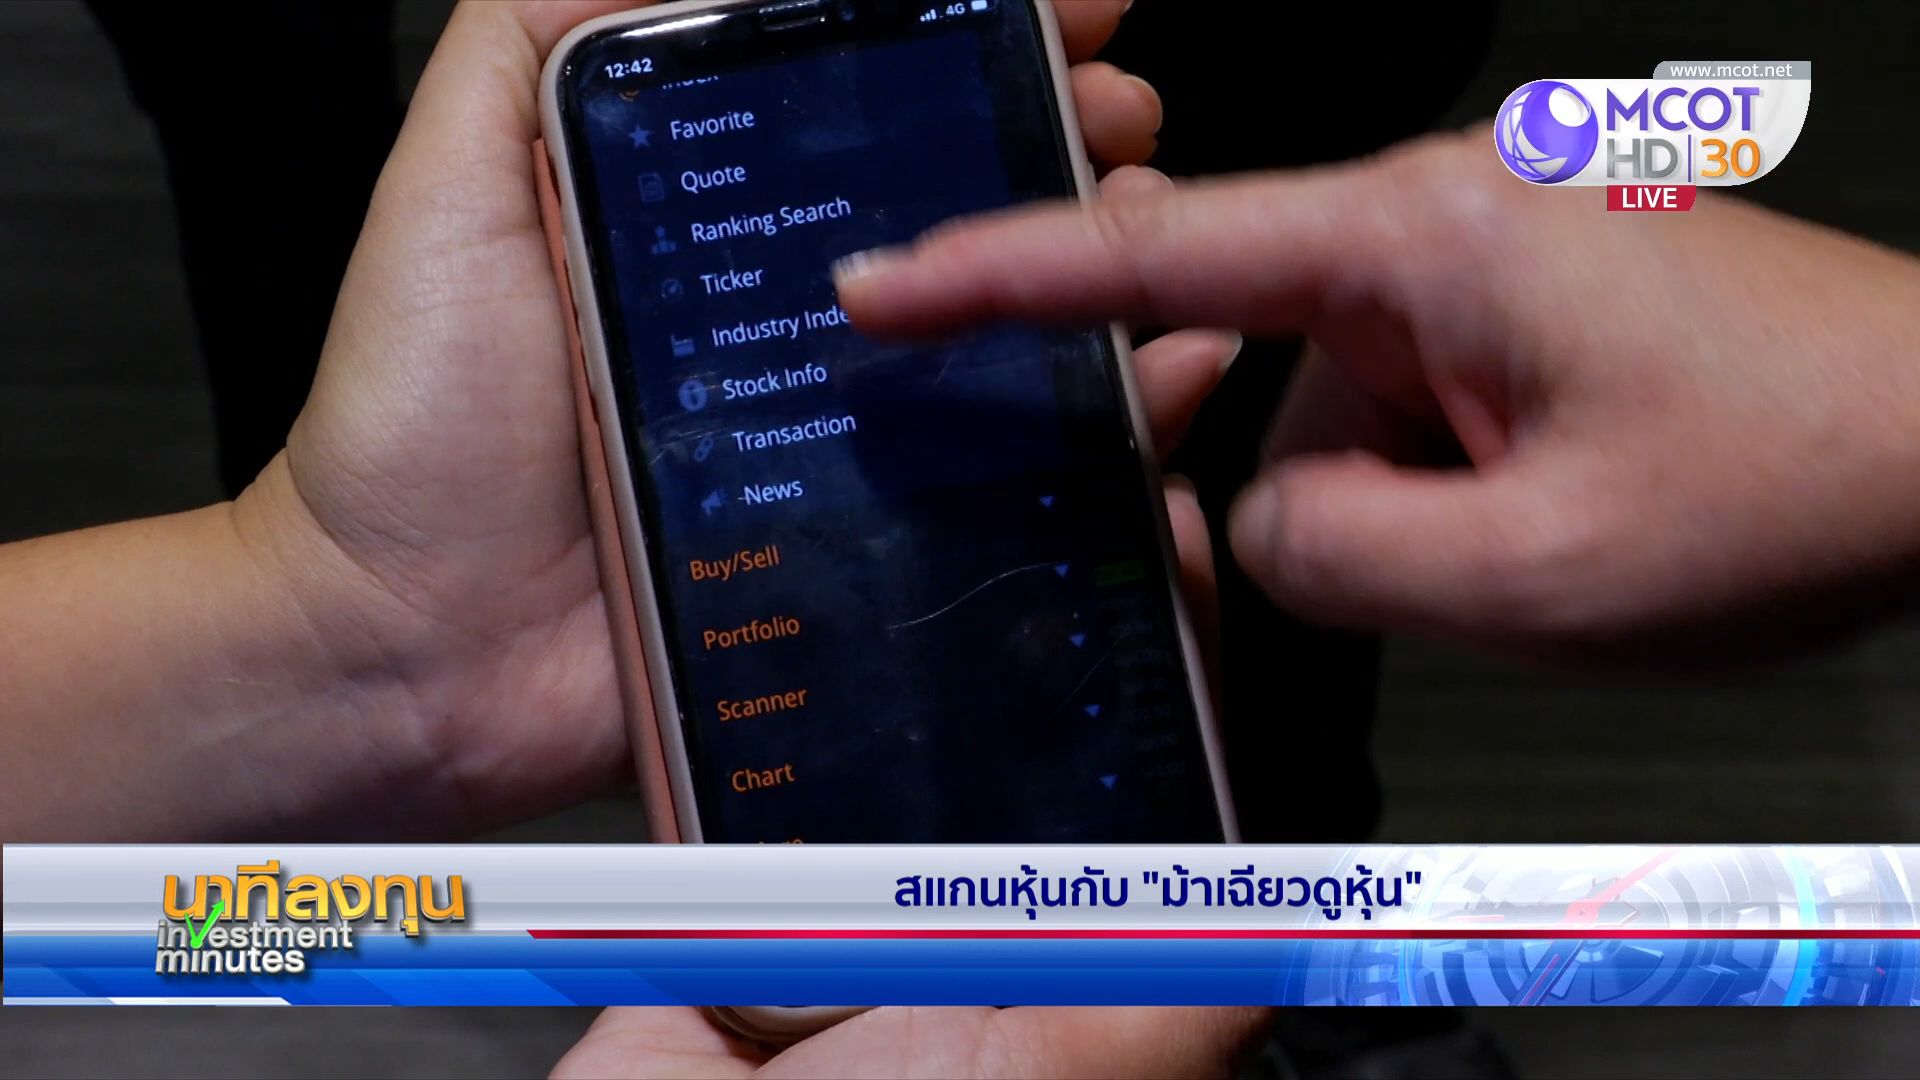 12:42
4G
Index
Favorite
Quote
Ranking Search
Ticker
Industry Inde
Stock Info
Transaction
News
Buy/Sell
Portfolio
Scanner
Chart
www.mcot.net
MCOT
HD 30
LIVE
นาทีลงทุน
investment
minutes
สแกนหุ้นกับ "ม้าเฉียวดูหุ้น"